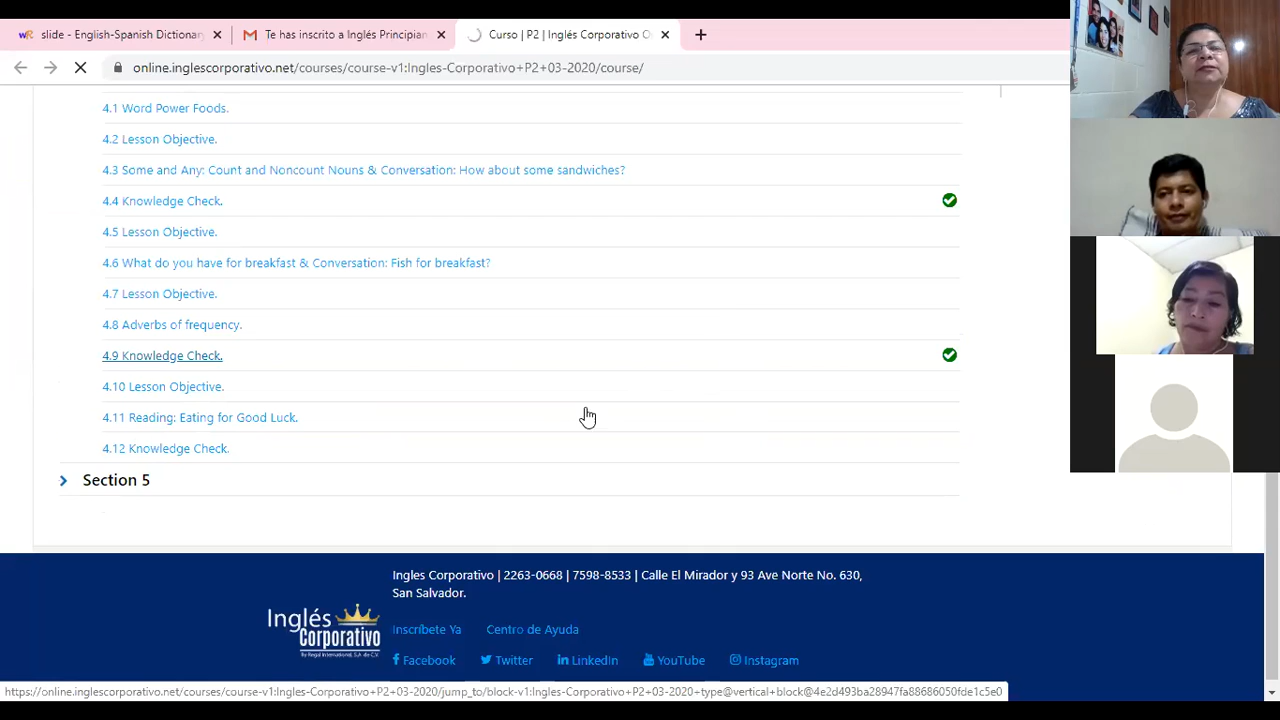 slide - English-Spanish Dictionary
Te has inscrito a Inglés Principian
Curso | P2 | Inglés Corporativo O
online.inglescorporativo.net/courses/course-v1:Ingles-Corporativo+P2+03-2020/course/
4.1 Word Power Foods.
4.2 Lesson Objective.
4.3 Some and Any: Count and Noncount Nouns & Conversation: How about some sandwiches?
4.4 Knowledge Check.
4.5 Lesson Objective.
4.6 What do you have for breakfast & Conversation: Fish for breakfast?
4.7 Lesson Objective.
4.8 Adverbs of frequency.
4.9 Knowledge Check.
4.10 Lesson Objective.
4.11 Reading: Eating for Good Luck.
4.12 Knowledge Check.
Section 5
Ingles Corporativo | 2263-0668 | 7598-8533 | Calle El Mirador y 93 Ave Norte No. 630,
San Salvador.
Inglés
Corporativo
Inscríbete Ya Centro de Ayuda
Facebook Twitter LinkedIn YouTube Instagram
https://online.inglescorporativo.net/courses/course-v1:Ingles-Corporativo+P2+03-2020/jump_to/block-v1:Ingles-Corporativo+P2+03-2020+type@vertical+block@4e2d493ba28947fa88686050fde1c5e0